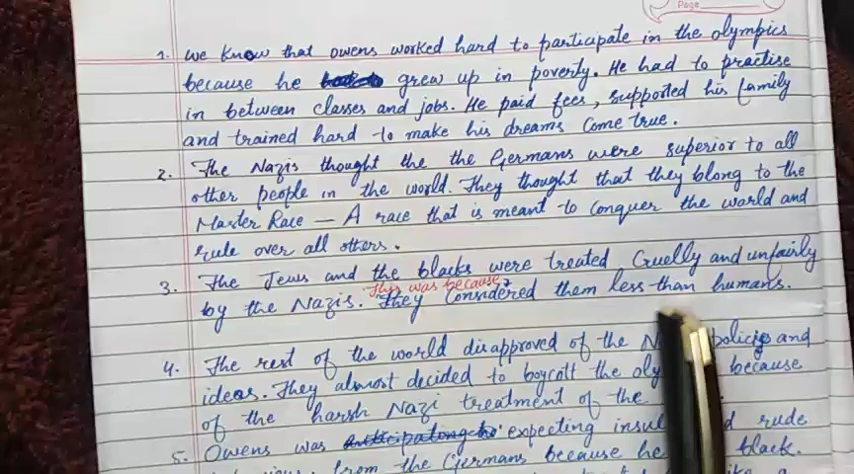 Page
1. We know that Owens worked hard to participate in the olympics
because he grew up in poverty. He had to practise
in between classes and jobs. He paid fees, supported his family
and trained hard to make his dreams come true.
2. The Nazis thought the the Germans were superior to all
other people in the world. They thought that they blong to the
Master Race — A race that is meant to conquer the world and
rule over all others.
3. The Jews and the blacks were treated cruelly and unfairly
This was because
by the Nazis. They considered them less than humans.
4. The rest of the world disapproved of the policies and
ideas. They almost decided to boycott the because
of the harsh Nazi treatment of the
5. Owens was expecting rude
from the Germans because he black.